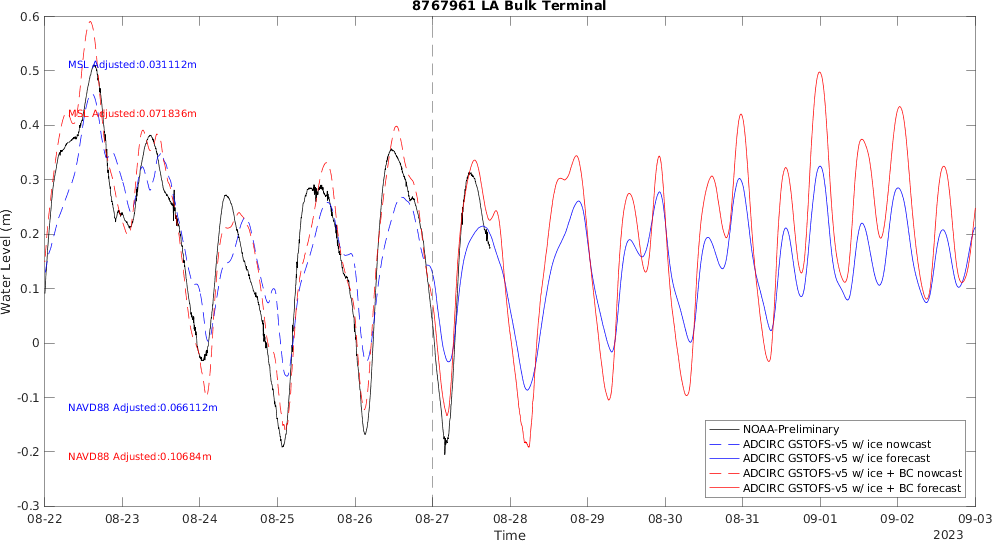 8767961 LA Bulk Terminal
0.6
0.5
0.4
0.3
0.2
0.1
0
-0.1
-0.2
-0.3
Water Level (m)
MSL Adjusted:0.031112m
MSL Adjusted:0.071836m
NAVD88 Adjusted:0.066112m
NAVD88 Adjusted:0.10684m
NOAA-Preliminary
ADCIRC GSTOFS-v5 w/ ice nowcast
ADCIRC GSTOFS-v5 w/ ice forecast
ADCIRC GSTOFS-v5 w/ ice + BC nowcast
ADCIRC GSTOFS-v5 w/ ice + BC forecast
08-22 08-23 08-24 08-25 08-26 08-27 08-28 08-29 08-30 08-31 09-01 09-02 09-03
Time
2023